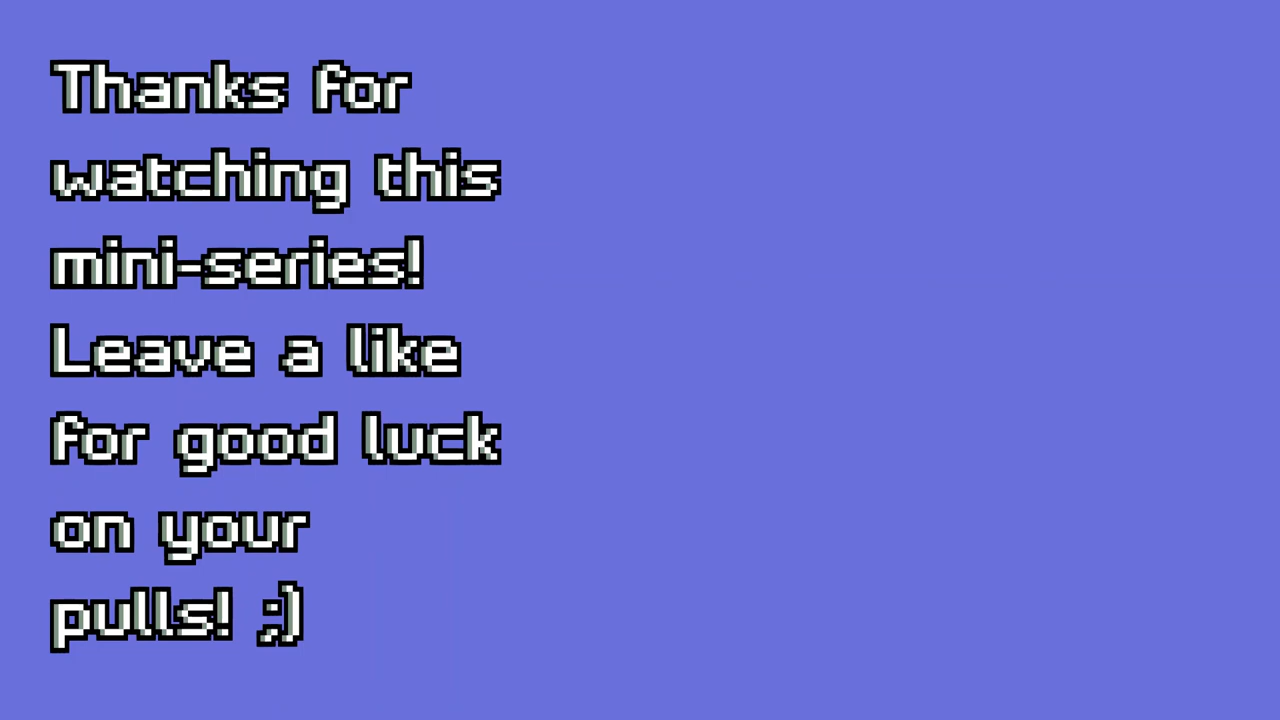 Thanks for
watching this
mini-series!
Leave a like
for good luck
on your
pulls! ;)